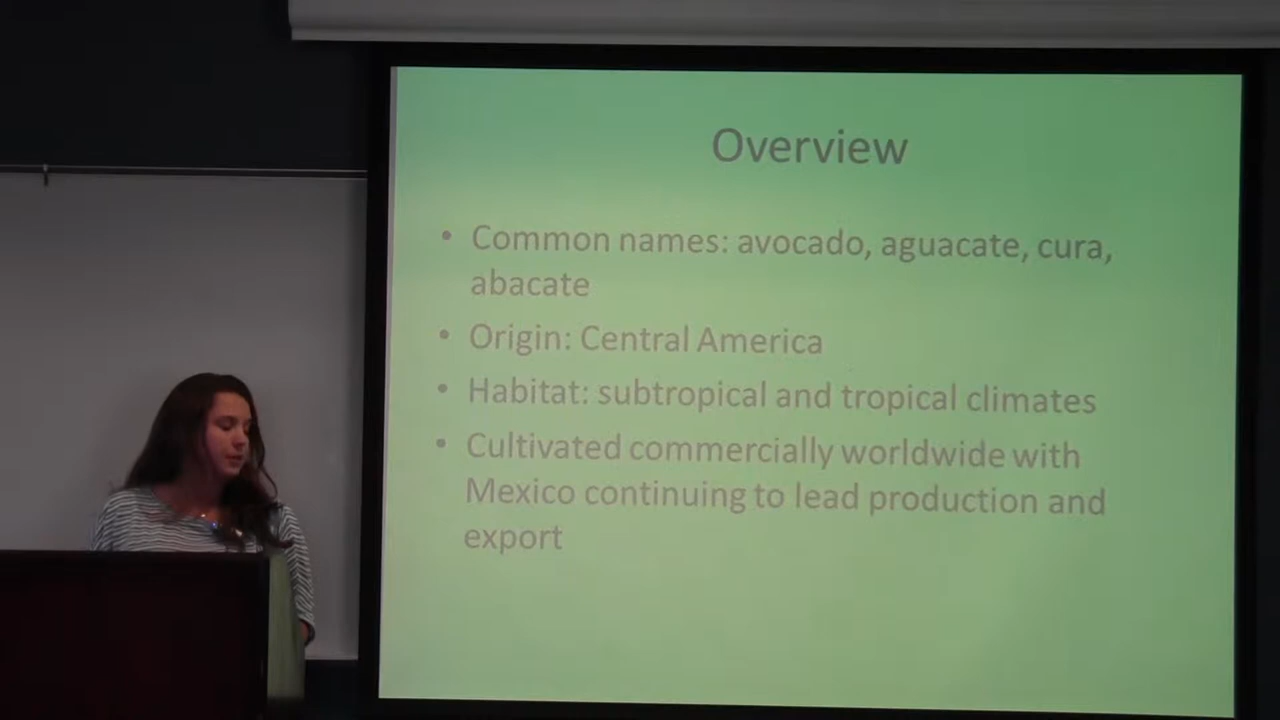 Overview
• Common names: avocado, aguacate, cura,
abacate
• Origin: Central America
• Habitat: subtropical and tropical climates
• Cultivated commercially worldwide with
Mexico continuing to lead production and
export